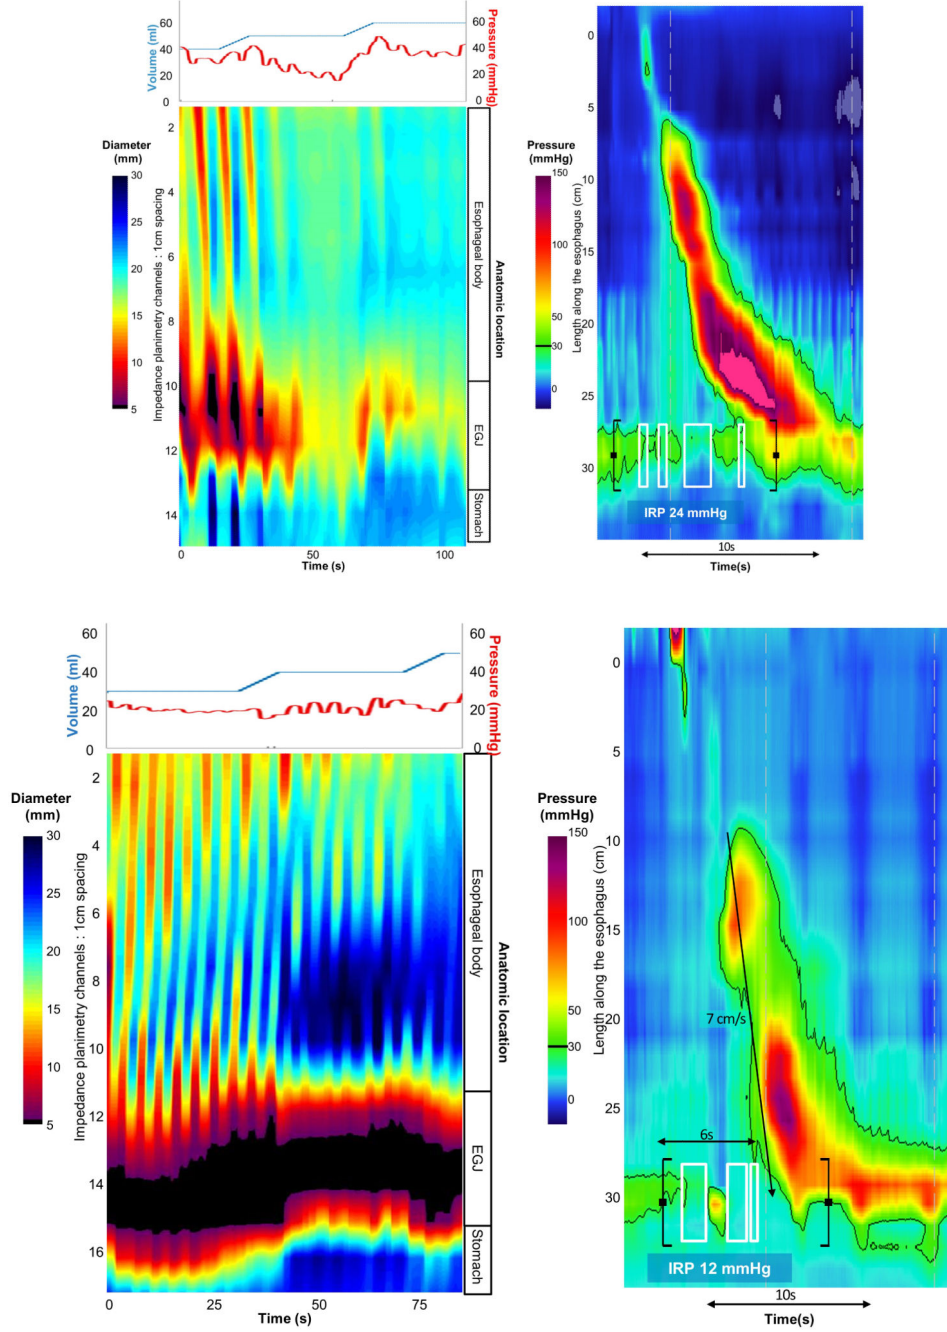 60
40
20
0
Volume (ml)
60
40
20
0
Pressure (mmHg)
Diameter
(mm)
30
25
20
15
10
5
Impedance planimetry channels : 1cm spacing
2
4
6
8
10
12
14
Esophageal body
EGJ
Stomach
Anatomic location
0
50
100
Time (s)
Pressure
(mmHg)
150
100
50
30
0
Length along the esophagus (cm)
0
5
10
15
20
25
30
IRP 24 mmHg
10s
Time(s)
60
40
20
0
Volume (ml)
60
40
20
0
Pressure (mmHg)
Diameter
(mm)
30
25
20
15
10
5
Impedance planimetry channels : 1cm spacing
2
4
6
8
10
12
14
16
Esophageal body
EGJ
Stomach
Anatomic location
0
25
50
75
Time (s)
Pressure
(mmHg)
150
100
50
30
0
Length along the esophagus (cm)
0
5
10
15
20
25
30
7 cm/s
6s
IRP 12 mmHg
10s
Time(s)